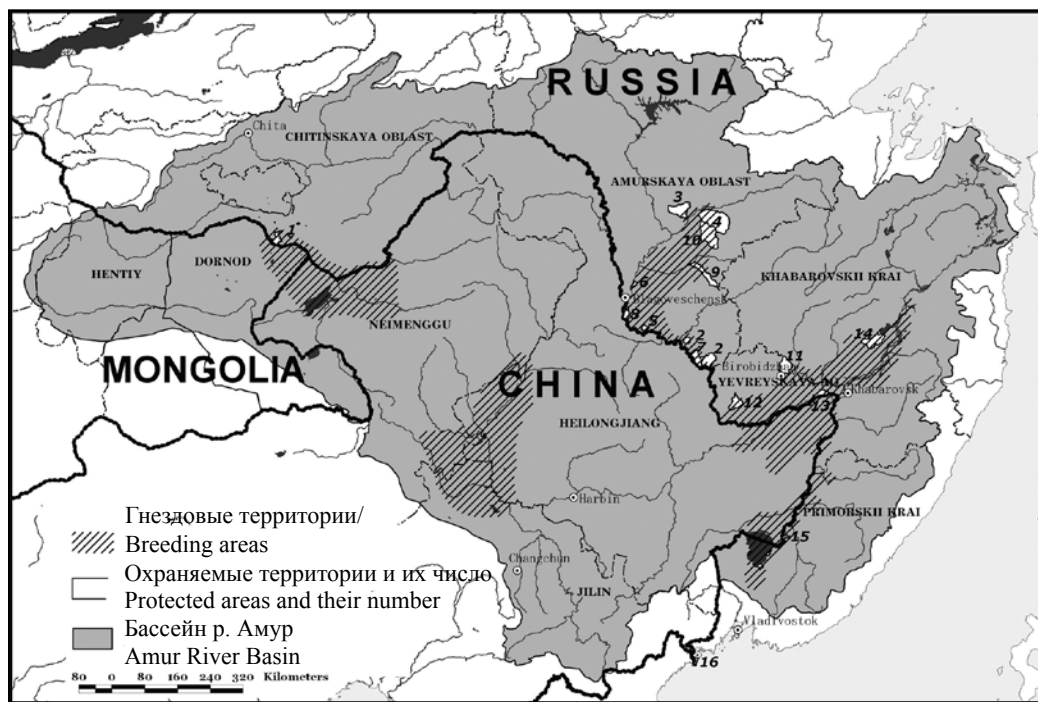 RUSSIA
Chita
CHITINSKAYA OBLAST
AMURSKAYA OBLAST
3
4
1
10
HENTIY
DORNOD
9
KHABAROVSKII KRAI
6
Blagoveschensk
8
5
NEIMENGGU
2
7
2
14
MONGOLIA
CHINA
11
Birobidzhan
YEVREYSKAYA
Khabarovsk
12
13
HEILONGJIANG
Harbin
PRIMORSKII KRAI
15
Changchun
JILIN
Vladivostok
16
Гнездовые территории/
Breeding areas
Охраняемые территории и их число
Protected areas and their number
Бассейн р. Амур
Amur River Basin
80 0 80 160 240 320 Kilometers